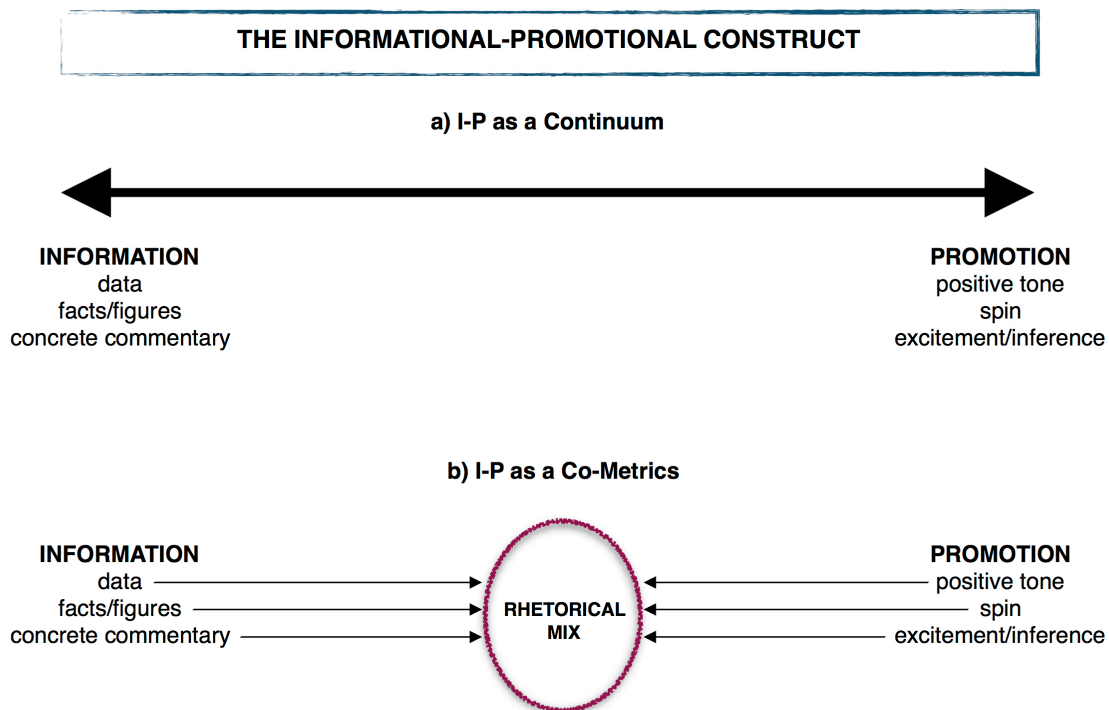 THE INFORMATIONAL-PROMOTIONAL CONSTRUCT
a) I-P as a Continuum
INFORMATION
data
facts/figures
concrete commentary
PROMOTION
positive tone
spin
excitement/inference
b) I-P as a Co-Metrics
INFORMATION
data
facts/figures
concrete commentary
RHETORICAL
MIX
PROMOTION
positive tone
spin
excitement/inference